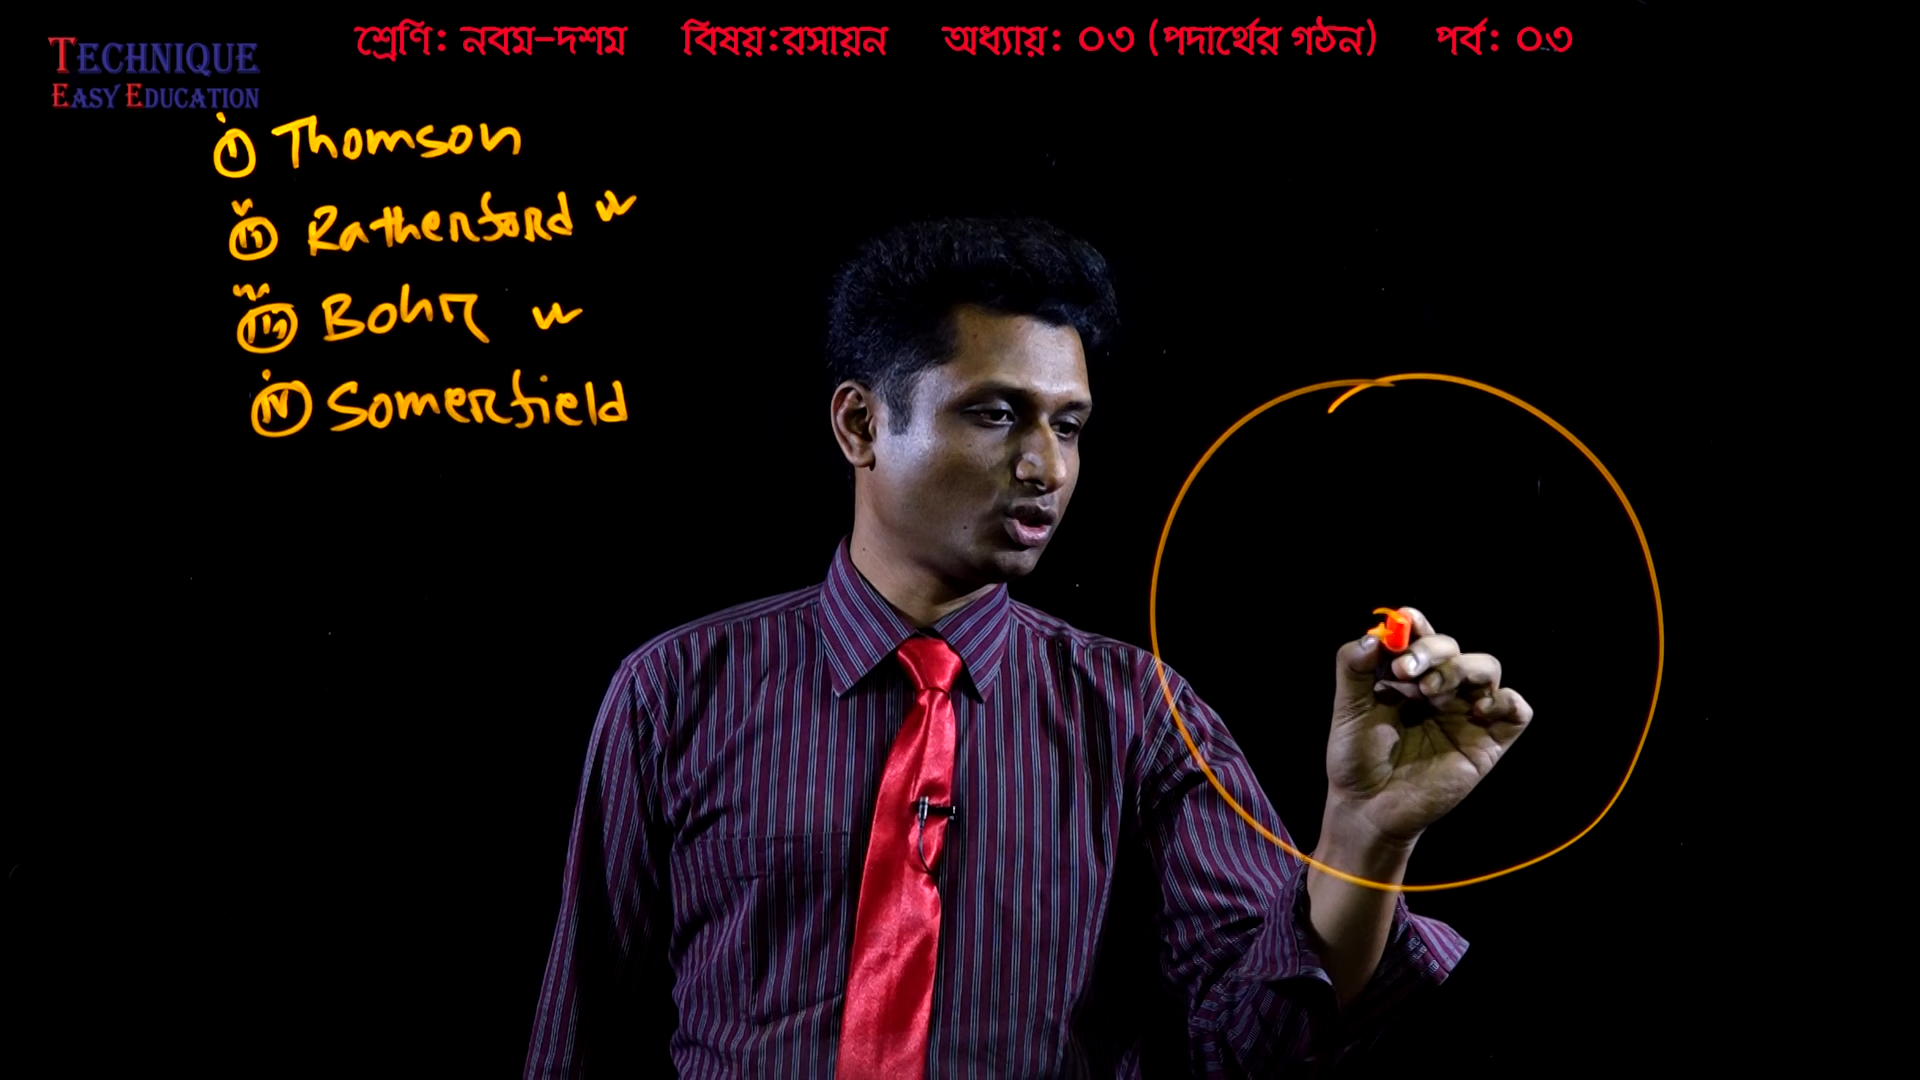 শ্রেণি: নবম-দশম বিষয়:রসায়ন অধ্যায়: ০৩ (পদার্থের গঠন) পর্ব: ০৩
TECHNIQUE
EASY EDUCATION
i Thomson
ii Ratherford
iii Bohr
iv Somerfield